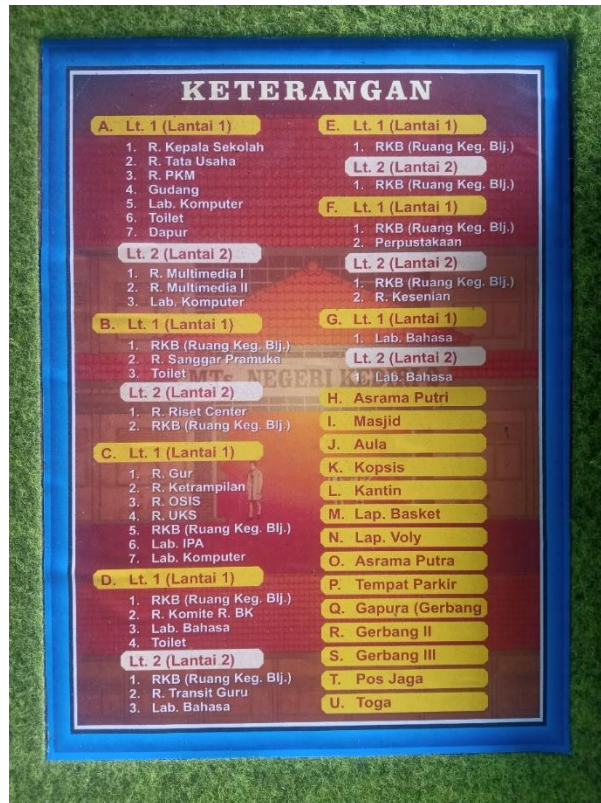 KETERANGAN
A. Lt. 1 (Lantai 1)
1. R. Kepala Sekolah
2. R. Tata Usaha
3. R. PKM
4. Gudang
5. Lab. Komputer
6. Toilet
7. Dapur
Lt. 2 (Lantai 2)
1. R. Multimedia I
2. R. Multimedia II
3. Lab. Komputer
B. Lt. 1 (Lantai 1)
1. RKB (Ruang Keg. Blj.)
2. R. Sanggar Pramuka
3. Toilet
Lt. 2 (Lantai 2)
1. R. Riset Center
2. RKB (Ruang Keg. Blj.)
C. Lt. 1 (Lantai 1)
1. R. Gur
2. R. Ketrampilan
3. R. OSIS
4. R. UKS
5. RKB (Ruang Keg. Blj.)
6. Lab. IPA
7. Lab. Komputer
D. Lt. 1 (Lantai 1)
1. RKB (Ruang Keg. Blj.)
2. R. Komite R. BK
3. Lab. Bahasa
4. Toilet
Lt. 2 (Lantai 2)
1. RKB (Ruang Keg. Blj.)
2. R. Transit Guru
3. Lab. Bahasa
E. Lt. 1 (Lantai 1)
1. RKB (Ruang Keg. Blj.)
Lt. 2 (Lantai 2)
1. RKB (Ruang Keg. Blj.)
F. Lt. 1 (Lantai 1)
1. RKB (Ruang Keg. Blj.)
2. Perpustakaan
Lt. 2 (Lantai 2)
1. RKB (Ruang Keg. Blj.)
2. R. Kesenian
G. Lt. 1 (Lantai 1)
1. Lab. Bahasa
Lt. 2 (Lantai 2)
1. Lab. Bahasa
H. Asrama Putri
I. Masjid
J. Aula
K. Kopsis
L. Kantin
M. Lap. Basket
N. Lap. Voly
O. Asrama Putra
P. Tempat Parkir
Q. Gapura (Gerbang
R. Gerbang II
S. Gerbang III
T. Pos Jaga
U. Toga
MTs. NEGERI